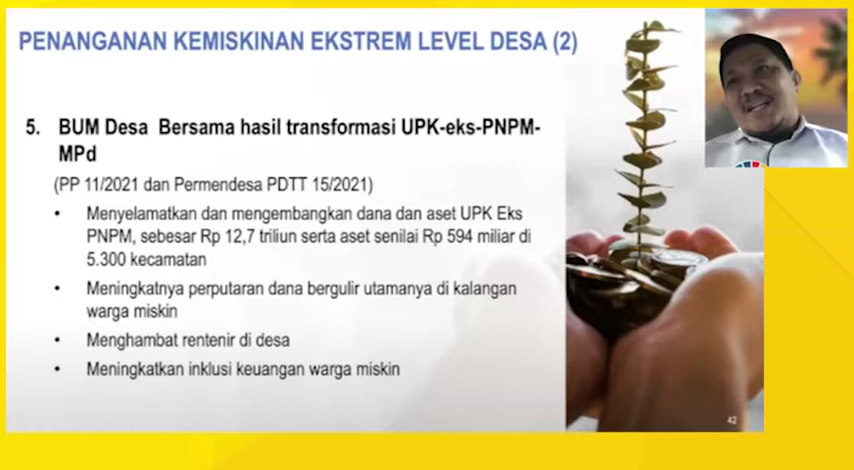 PENANGANAN KEMISKINAN EKSTREM LEVEL DESA (2)
5. BUM Desa Bersama hasil transformasi UPK-eks-PNPM-
MPd
(PP 11/2021 dan Permendesa PDTT 15/2021)
• Menyelamatkan dan mengembangkan dana dan aset UPK Eks
PNPM, sebesar Rp 12,7 triliun serta aset senilai Rp 594 miliar di
5.300 kecamatan
• Meningkatnya perputaran dana bergulir utamanya di kalangan
warga miskin
• Menghambat rentenir di desa
• Meningkatkan inklusi keuangan warga miskin
42